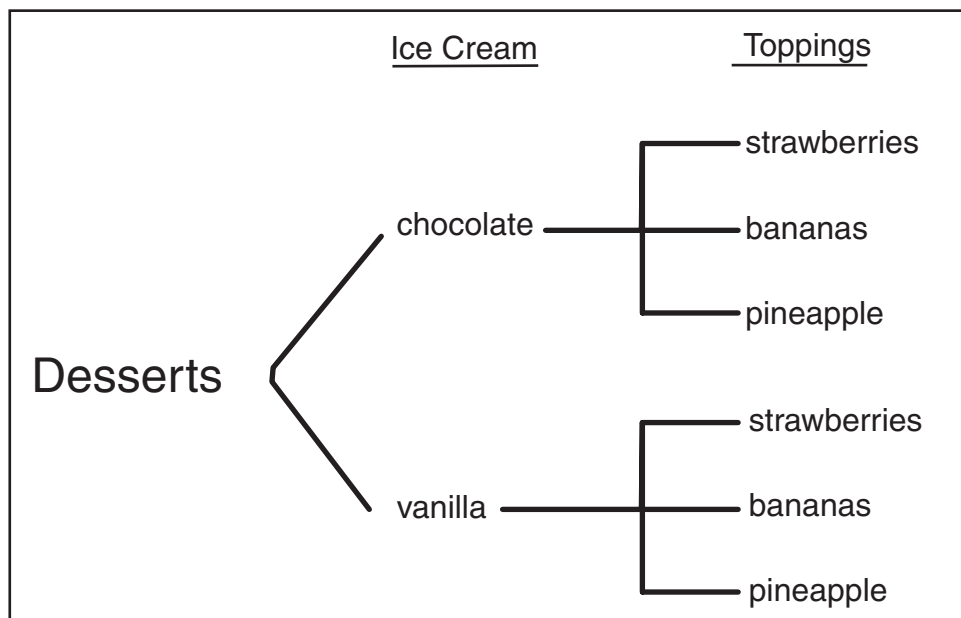 Ice Cream
Toppings
strawberries
chocolate
bananas
pineapple
Desserts
strawberries
vanilla
bananas
pineapple